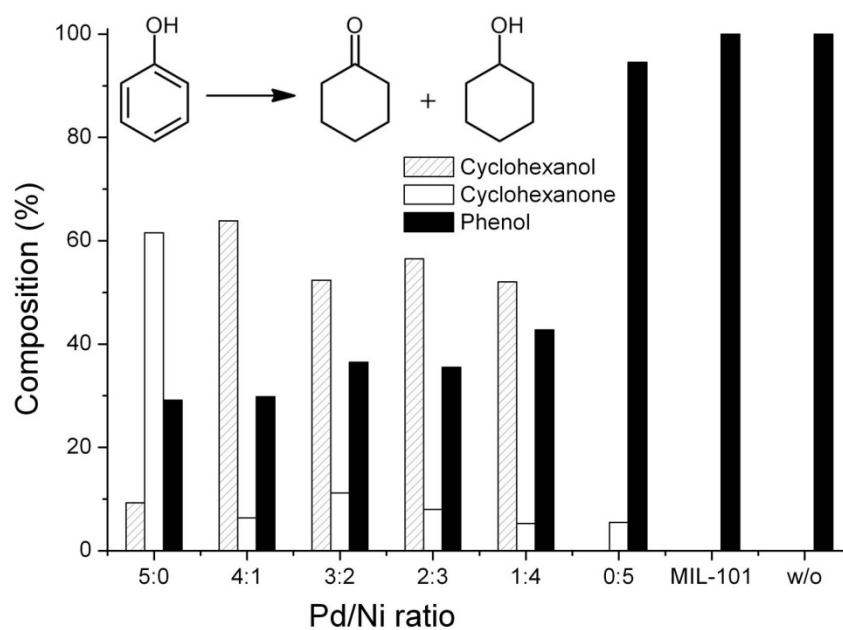 OH
O
OH
+
Cyclohexanol
Cyclohexanone
Phenol
Composition (%)
100
80
60
40
20
0
5:0 4:1 3:2 2:3 1:4 0:5 MIL-101 w/o
Pd/Ni ratio